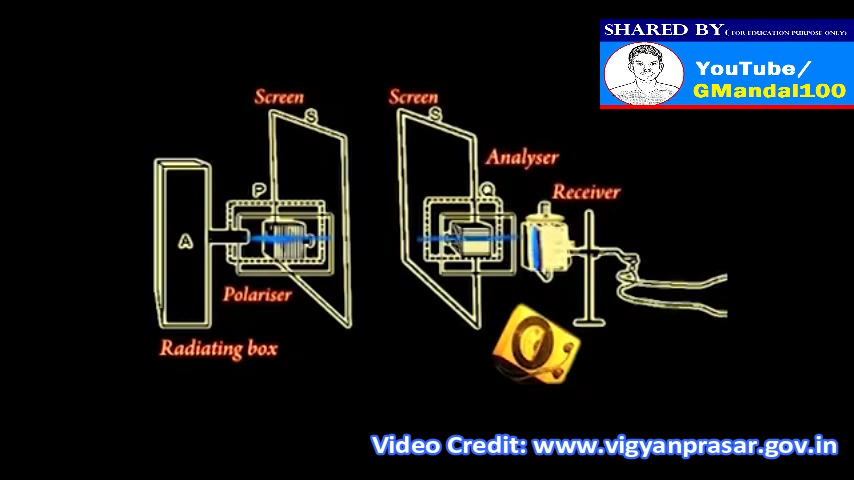 SHARED BY ( FOR EDUCATION PURPOSE ONLY)
YouTube/
GMandal100
Screen
Screen
S
S
Analyser
P
Q
Receiver
A
Polariser
Radiating box
Video Credit: www.vigyanprasar.gov.in